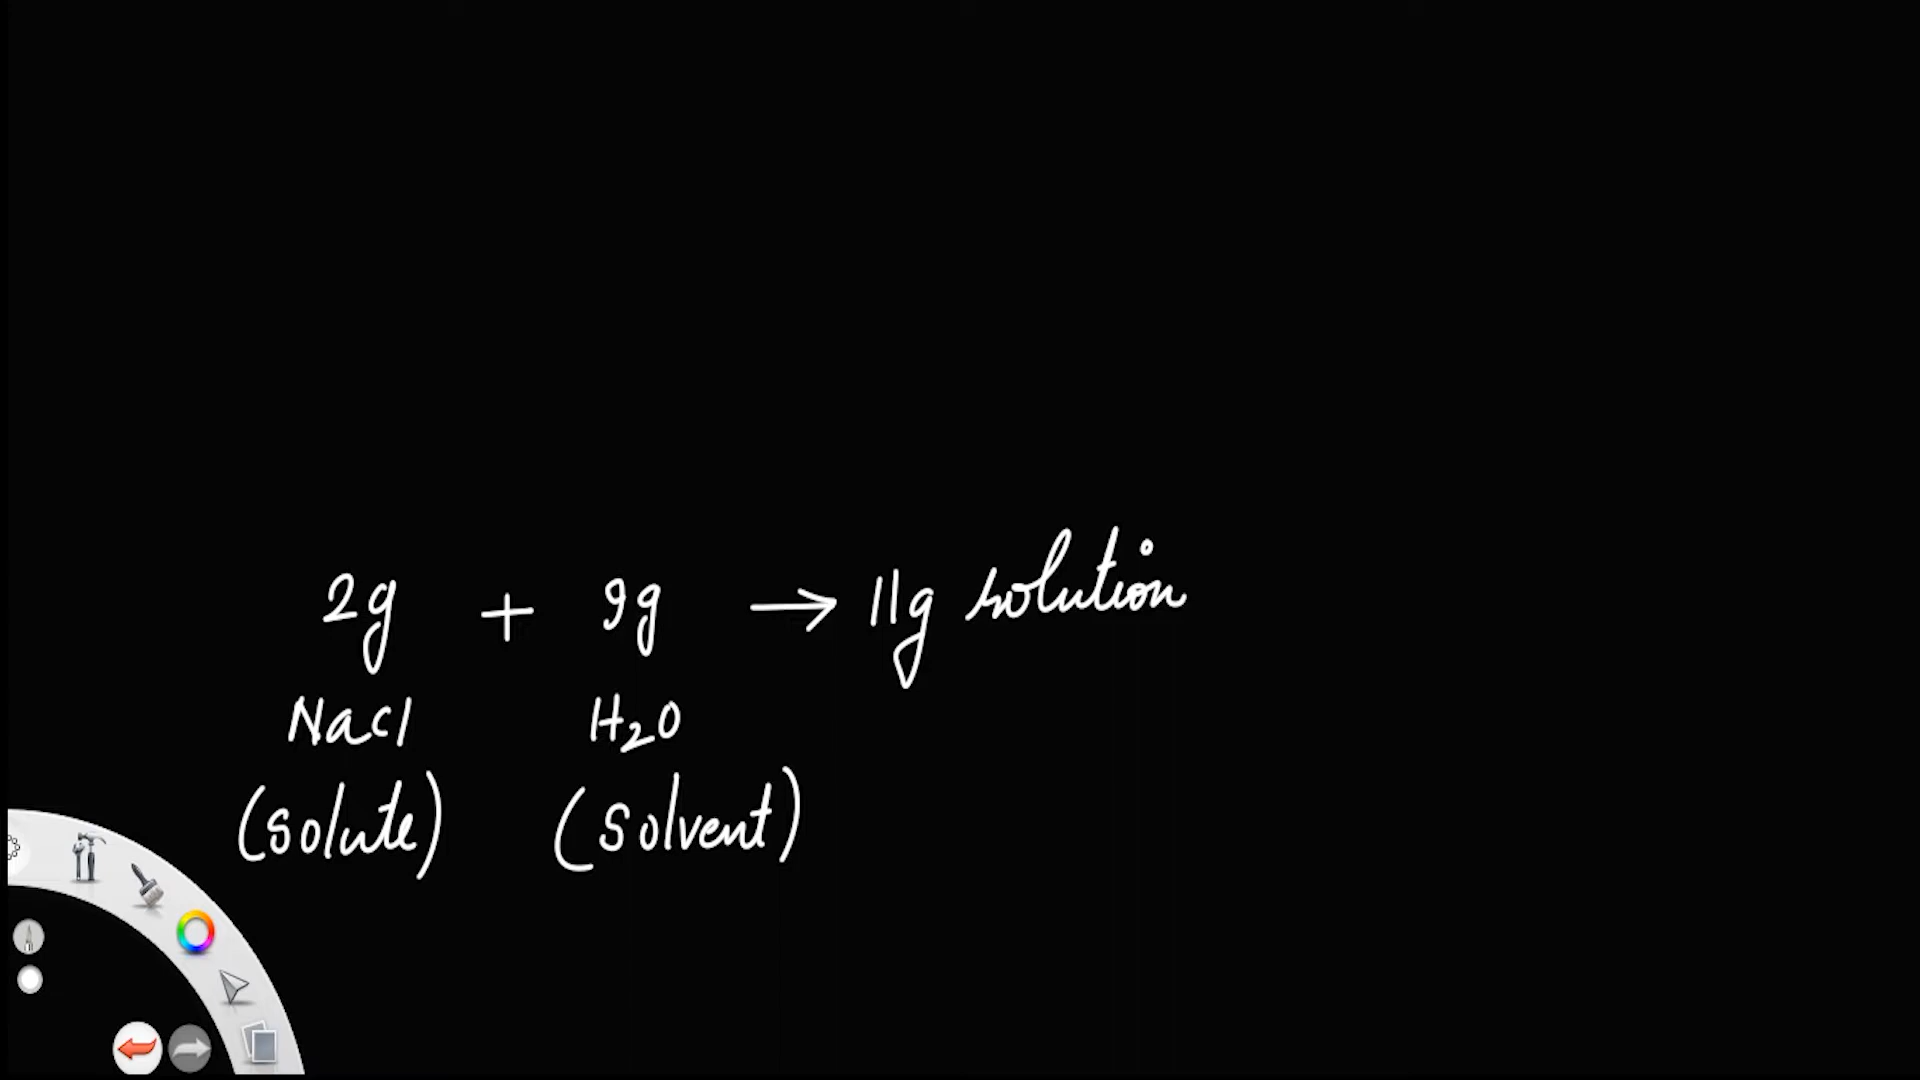 2g + 9g → 11g solution
NaCl H2O
(solute) (solvent)